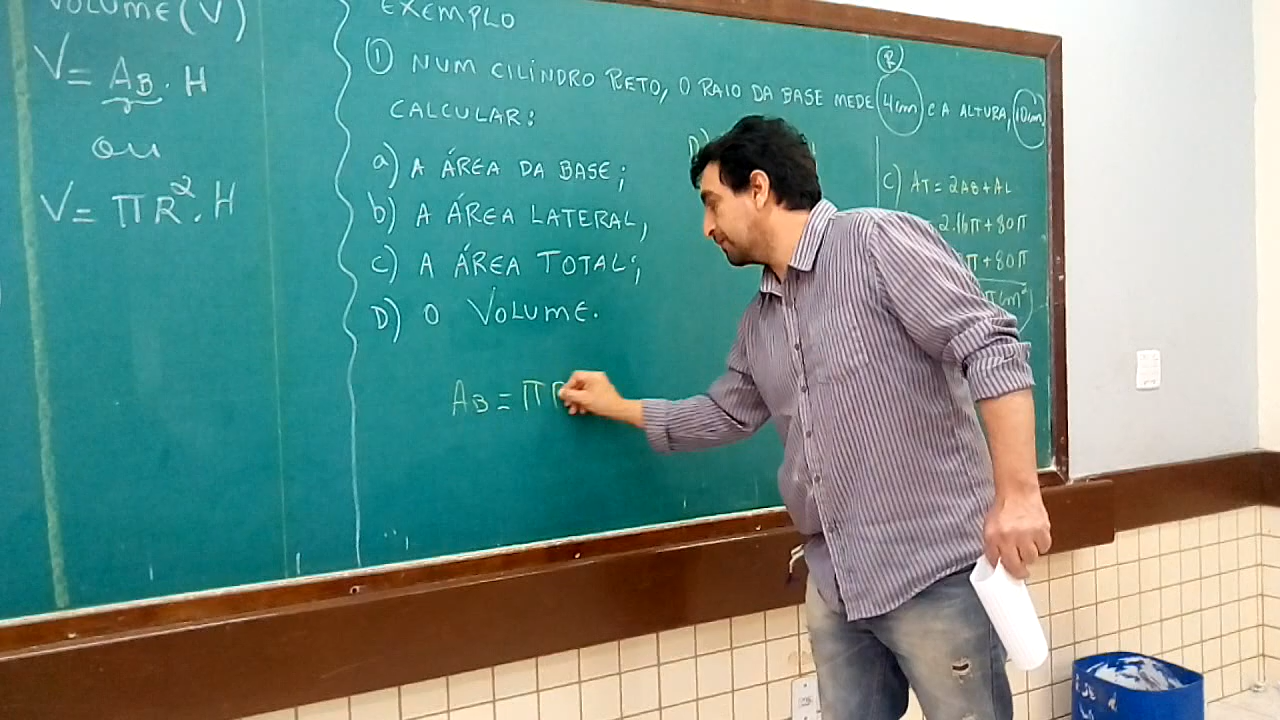 VOLUME (V)
V = AB . H
ou
V = πR². H
EXEMPLO
① NUM CILINDRO RETO, O RAIO DA BASE MEDE 4cm E A ALTURA, 10cm.
(R)
CALCULAR:
a) A ÁREA DA BASE;
b) A ÁREA LATERAL;
c) A ÁREA TOTAL;
D) O VOLUME.
AB = π
D)
C) AT = 2AB + AL
= 2.16π + 80π
π + 80π
π cm²